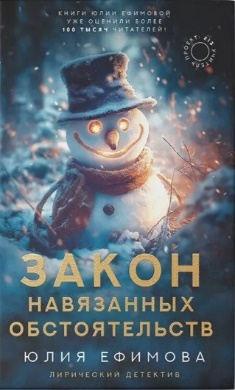 КНИГИ ЮЛИИ ЕФИМОВОЙ
УЖЕ ОЦЕНИЛИ БОЛЕЕ
100 ТЫСЯЧ ЧИТАТЕЛЕЙ!
ЗАКОН
НАВЯЗАННЫХ
ОБСТОЯТЕЛЬСТВ
ЮЛИЯ ЕФИМОВА
ЛИРИЧЕСКИЙ ДЕТЕКТИВ